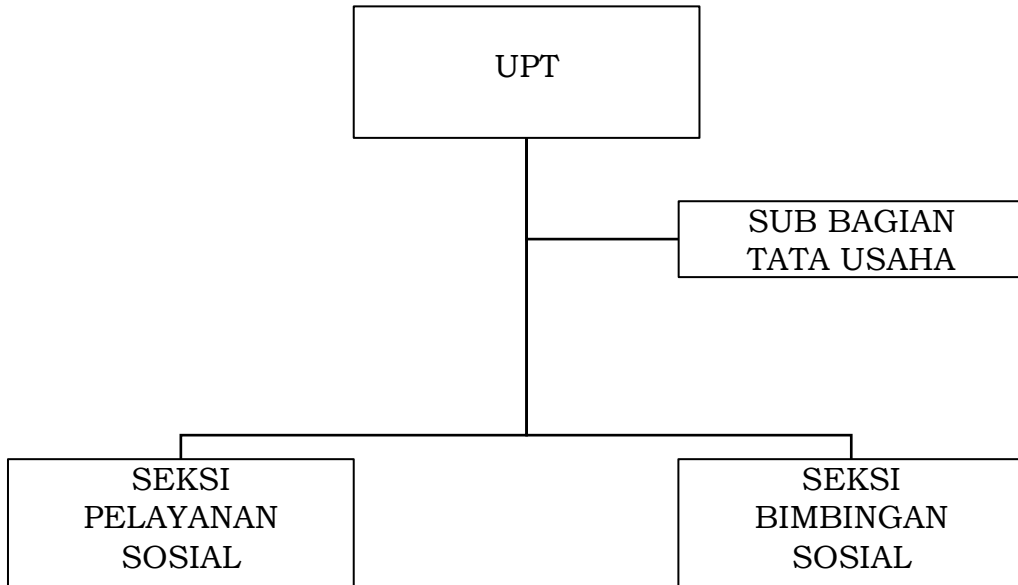 UPT
SUB BAGIAN
TATA USAHA
SEKSI
PELAYANAN
SOSIAL
SEKSI
BIMBINGAN
SOSIAL